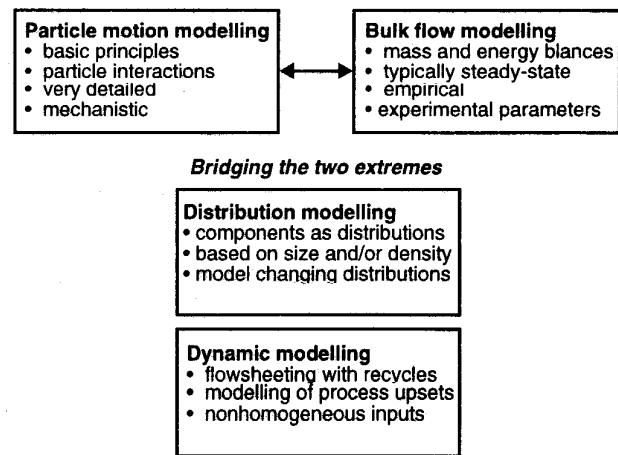 Particle motion modelling
• basic principles
• particle interactions
• very detailed
• mechanistic
Bulk flow modelling
• mass and energy blances
• typically steady-state
• empirical
• experimental parameters
Bridging the two extremes
Distribution modelling
• components as distributions
• based on size and/or density
• model changing distributions
Dynamic modelling
• flowsheeting with recycles
• modelling of process upsets
• nonhomogeneous inputs